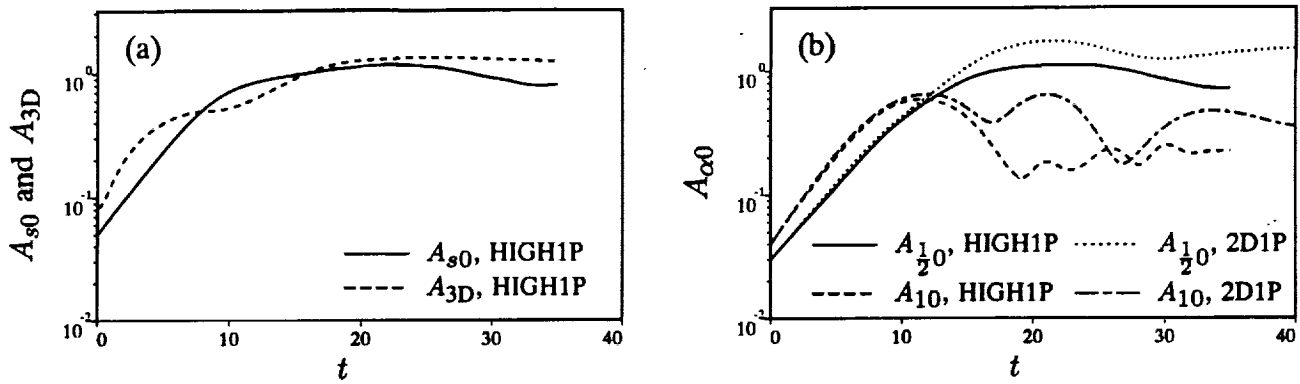 (a)
A_{s0} and A_{3D}
10^0
10^{-1}
10^{-2}
A_{s0}, HIGH1P
A_{3D}, HIGH1P
0 10 20 30 40
t
(b)
A_{α0}
10^0
10^{-1}
10^{-2}
A_{\frac{1}{2}0}, HIGH1P A_{\frac{1}{2}0}, 2D1P
A_{10}, HIGH1P A_{10}, 2D1P
0 10 20 30 40
t